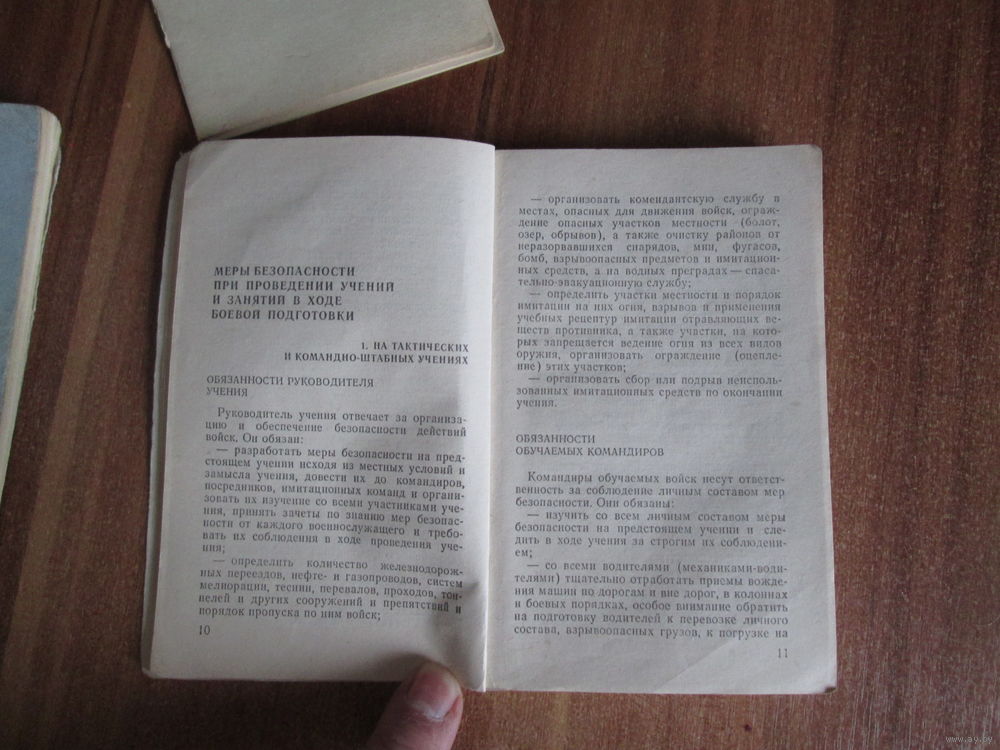 МЕРЫ БЕЗОПАСНОСТИ
ПРИ ПРОВЕДЕНИИ УЧЕНИЙ
И ЗАНЯТИЙ В ХОДЕ
БОЕВОЙ ПОДГОТОВКИ
1. НА ТАКТИЧЕСКИХ
И КОМАНДНО-ШТАБНЫХ УЧЕНИЯХ
ОБЯЗАННОСТИ РУКОВОДИТЕЛЯ
УЧЕНИЯ
Руководитель учения отвечает за организа-
цию и обеспечение безопасности действий
войск. Он обязан:
— разработать меры безопасности на пред-
стоящем учении исходя из местных условий и
замысла учения, довести их до командиров,
посредников, имитационных команд и органи-
зовать их изучение со всеми участниками уче-
ния, принять зачеты по знанию мер безопас-
ности от каждого военнослужащего и требо-
вать их соблюдения в ходе проведения уче-
ния;
— определить количество железнодорож-
ных переездов, нефте- и газопроводов, систем
мелиорации, теснин, перевалов, проходов, тон-
нелей и других сооружений и препятствий и
порядок пропуска по ним войск;
10
— организовать комендантскую службу в
местах, опасных для движения войск, ограж-
дение опасных участков местности (болот,
озер, обрывов), а также очистку районов от
неразорвавшихся снарядов, мин, фугасов,
бомб, взрывоопасных предметов и имитацион-
ных средств, а на водных преградах — спаса-
тельно-эвакуационную службу;
— определить участки местности и порядок
имитации на них огня, взрывов и применения
учебных рецептур имитации отравляющих ве-
ществ противника, а также участки, на кото-
рых запрещается ведение огня из всех видов
оружия, организовать ограждение (оцепле-
ние) этих участков;
— организовать сбор или подрыв неисполь-
зованных имитационных средств по окончании
учения.
ОБЯЗАННОСТИ
ОБУЧАЕМЫХ КОМАНДИРОВ
Командиры обучаемых войск несут ответст-
венность за соблюдение личным составом мер
безопасности. Они обязаны:
— изучить со всем личным составом меры
безопасности на предстоящем учении и сле-
дить в ходе учения за строгим их соблюдени-
ем;
— со всеми водителями (механиками-води-
телями) тщательно отработать приемы вожде-
ния машин по дорогам и вне дорог, в колоннах
и боевых порядках, особое внимание обратить
на подготовку водителей к перевозке личного
состава, взрывоопасных грузов, к погрузке на
11
www.ay.by